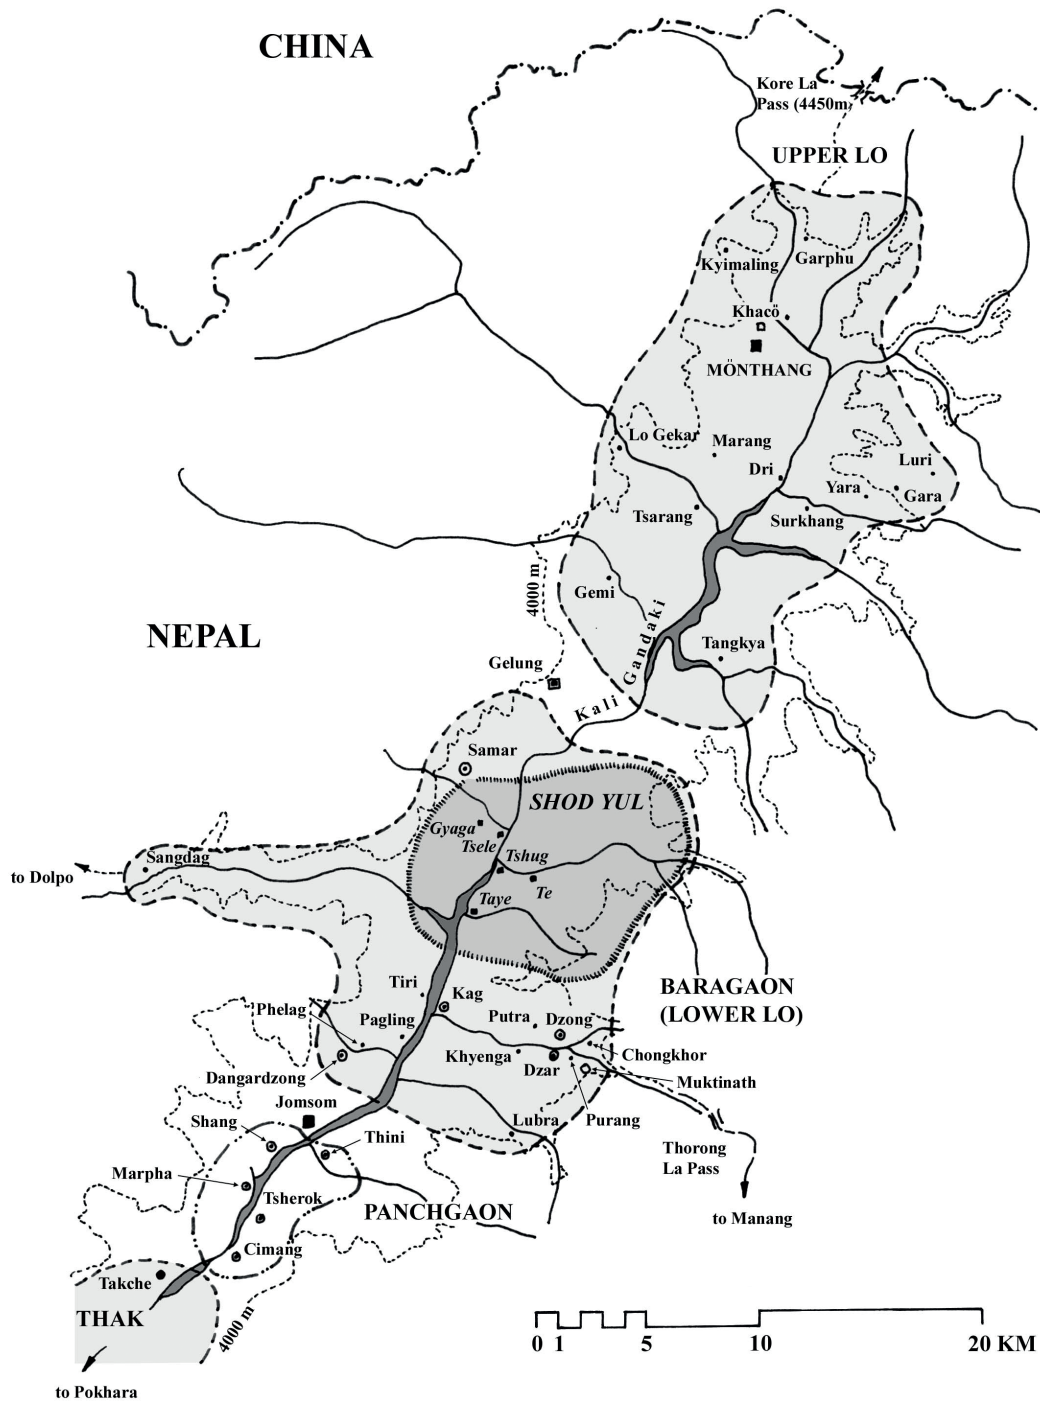 CHINA
Kore La
Pass (4450m)
UPPER LO
Kyimaling
Garphu
Khacö
MÖNTHANG
Lo Gekar
Marang
Dri
Luri
Yara
Gara
Tsarang
Surkhang
4000 m
Gemi
NEPAL
Kali Gandaki
Tangkya
Gelung
Samar
SHOD YUL
Gyaga
Tsele
Tshug
Te
Taye
Sangdag
to Dolpo
BARAGAON
(LOWER LO)
Tiri
Kag
Phelag
Pagling
Putra
Dzong
Khyenga
Dzar
Chongkhor
Muktinath
Dangardzong
Purang
Lubra
Jomsom
Shang
Thini
Thorong
La Pass
Marpha
Tsherok
PANCHGAON
to Manang
Cimang
Takche
THAK
4000 m
to Pokhara
0 1 5 10 20 KM